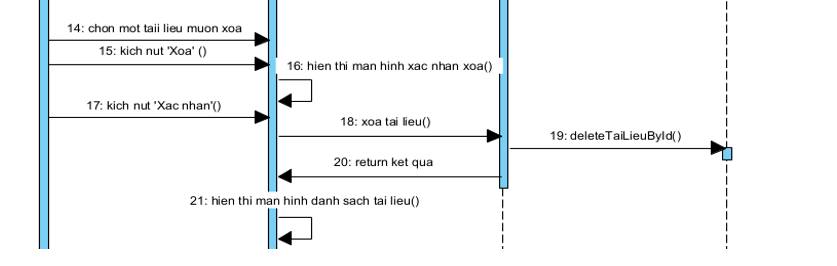 14: chon mot taii lieu muon xoa
15: kich nut 'Xoa' ()
16: hien thi man hinh xac nhan xoa()
17: kich nut 'Xac nhan'()
18: xoa tai lieu()
19: deleteTaiLieuById()
20: return ket qua
21: hien thi man hinh danh sach tai lieu()